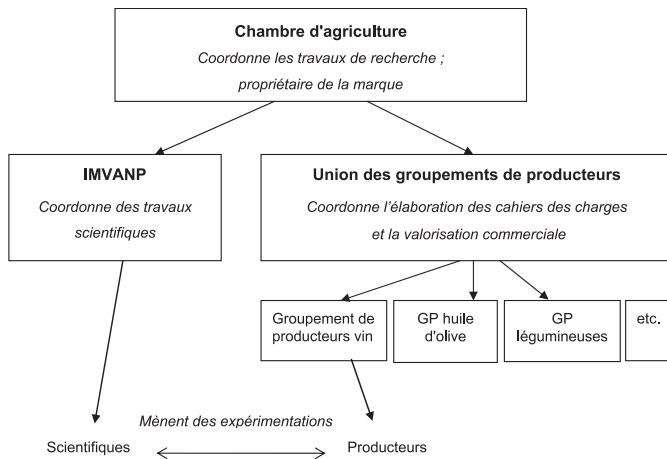 Chambre d'agriculture
Coordonne les travaux de recherche ;
propriétaire de la marque
IMVANP
Coordonne des travaux
scientifiques
Union des groupements de producteurs
Coordonne l'élaboration des cahiers des charges
et la valorisation commerciale
Groupement de
producteurs vin
GP huile
d'olive
GP
légumineuses
etc.
Mènent des expérimentations
Scientifiques
Producteurs